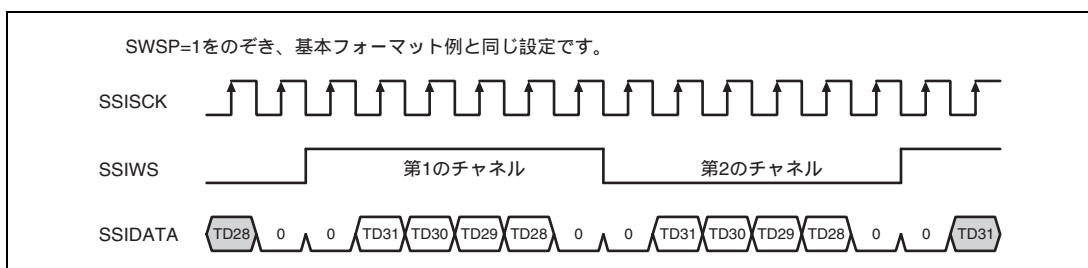 SWSP=1をのぞき、基本フォーマット例と同じ設定です。
SSISCK
SSIWS 第1のチャネル 第2のチャネル
SSIDATA TD28 0 0 TD31 TD30 TD29 TD28 0 0 TD31 TD30 TD29 TD28 0 0 TD31